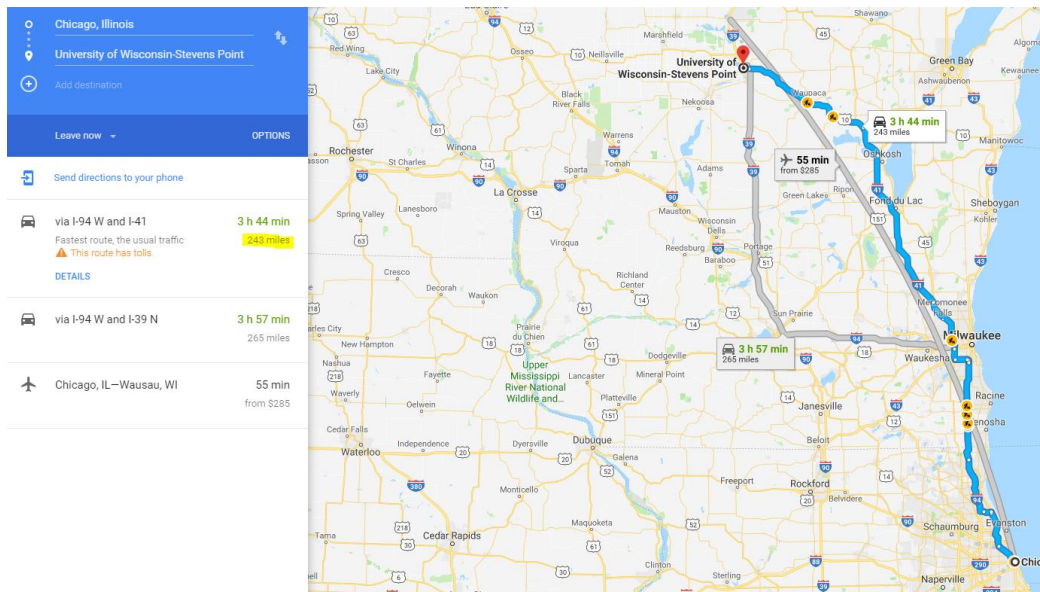 Chicago, Illinois
University of Wisconsin-Stevens Point
Add destination
Leave now
OPTIONS
Send directions to your phone
via I-94 W and I-41
3 h 44 min
Fastest route, the usual traffic
243 miles
This route has tolls.
DETAILS
via I-94 W and I-39 N
3 h 57 min
265 miles
Chicago, IL—Wausau, WI
55 min
from $285
Shawano
Marshfield
Red Wing
Osseo
Neillsville
Green Bay
Algoma
University of
Wisconsin-Stevens Point
Lake City
Ashwaubenon
Kewaunee
Black
River Falls
Nekoosa
Waupaca
3 h 44 min
243 miles
Manitowoc
Rochester
Winona
Warrens
St Charles
Sparta
Tomah
Adams
55 min
from $285
Oshkosh
La Crosse
Green Lake
Ripon
Fond du Lac
Sheboygan
Kohler
Spring Valley
Lanesboro
Mauston
Wisconsin
Dells
Viroqua
Reedsburg
Portage
Baraboo
Cresco
Richland
Center
Decorah
Waukon
Menomonee
Falls
Prairie
du Chien
Sun Prairie
Milwaukee
New Hampton
3 h 57 min
265 miles
Waukesha
Dodgeville
Nashua
Fayette
Upper
Mississippi
River National
Wildlife and...
Lancaster
Mineral Point
Waverly
Oelwein
Platteville
Janesville
Racine
Kenosha
Cedar Falls
Waterloo
Independence
Dyersville
Dubuque
Beloit
Galena
Monticello
Freeport
Rockford
Belvidere
Maquoketa
Schaumburg
Evanston
Tama
Cedar Rapids
Clinton
Sterling
Naperville